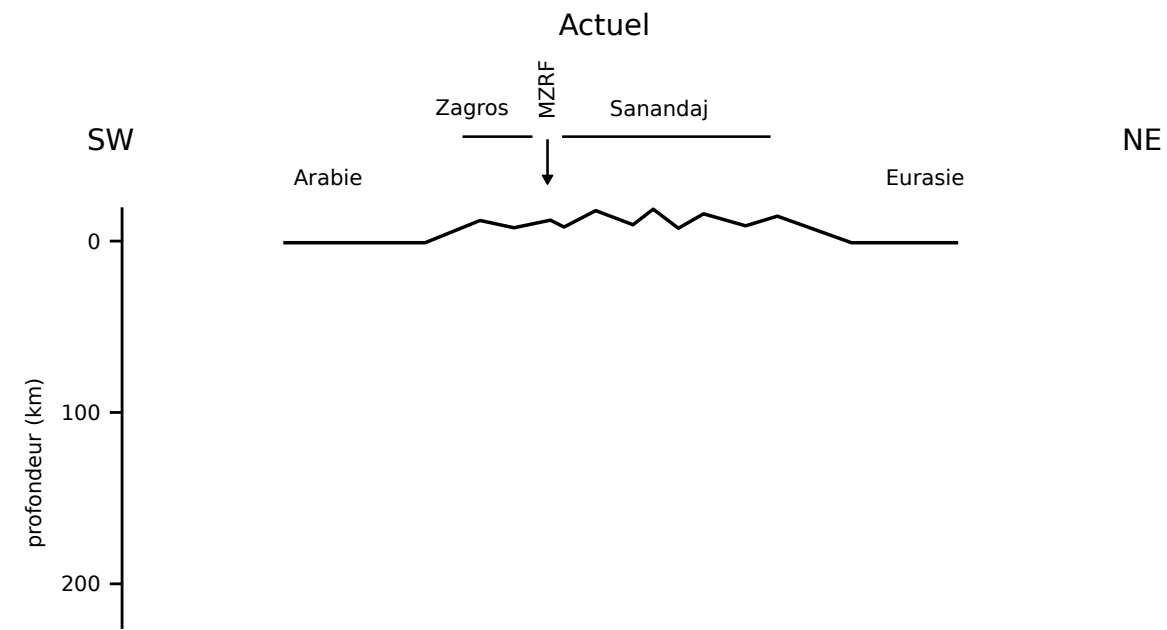 Actuel
MZRF
Zagros
Sanandaj
SW
NE
Arabie
Eurasie
0
100
200
profondeur (km)